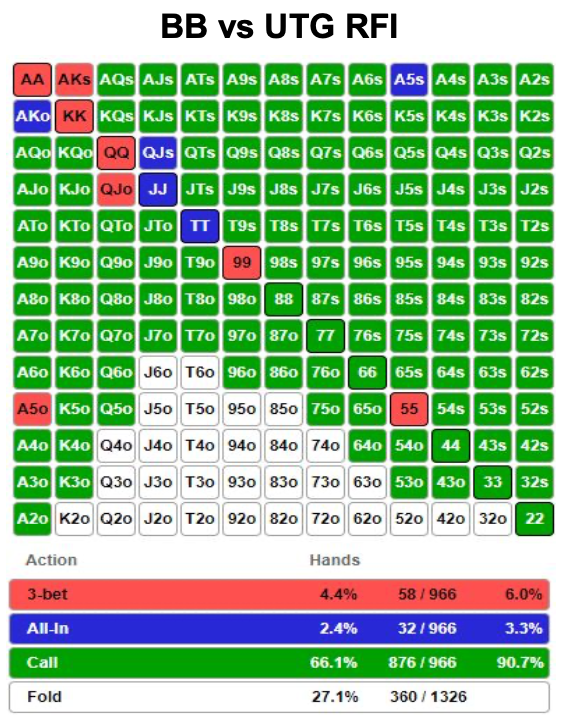 BB vs UTG RFI
AA AKs AQs AJs ATs A9s A8s A7s A6s A5s A4s A3s A2s
AKo KK KQs KJs KTs K9s K8s K7s K6s K5s K4s K3s K2s
AQo KQo QQ QJs QTs Q9s Q8s Q7s Q6s Q5s Q4s Q3s Q2s
AJo KJo QJo JJ JTs J9s J8s J7s J6s J5s J4s J3s J2s
ATo KTo QTo JTo TT T9s T8s T7s T6s T5s T4s T3s T2s
A9o K9o Q9o J9o T9o 99 98s 97s 96s 95s 94s 93s 92s
A8o K8o Q8o J8o T8o 98o 88 87s 86s 85s 84s 83s 82s
A7o K7o Q7o J7o T7o 97o 87o 77 76s 75s 74s 73s 72s
A6o K6o Q6o J6o T6o 96o 86o 76o 66 65s 64s 63s 62s
A5o K5o Q5o J5o T5o 95o 85o 75o 65o 55 54s 53s 52s
A4o K4o Q4o J4o T4o 94o 84o 74o 64o 54o 44 43s 42s
A3o K3o Q3o J3o T3o 93o 83o 73o 63o 53o 43o 33 32s
A2o K2o Q2o J2o T2o 92o 82o 72o 62o 52o 42o 32o 22
Action Hands
3-bet 4.4% 58 / 966 6.0%
All-In 2.4% 32 / 966 3.3%
Call 66.1% 876 / 966 90.7%
Fold 27.1% 360 / 1326